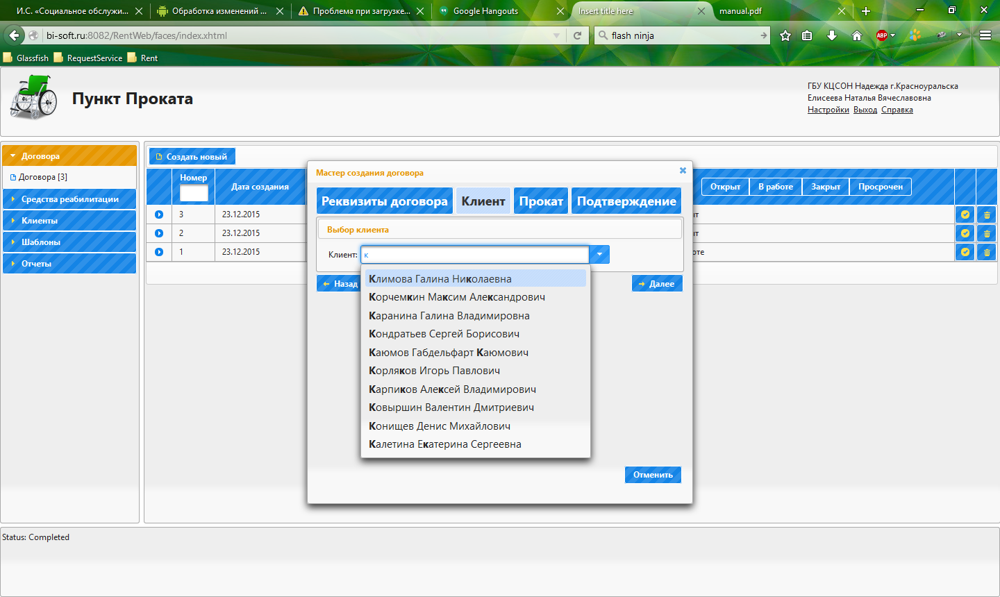 И.С. «Социальное обслужи...
Обработка изменений ...
Проблема при загрузке...
Google Hangouts
Insert title here
manual.pdf
bi-soft.ru:8082/RentWeb/faces/index.xhtml
flash ninja
ABP
Glassfish
RequestService
Rent
Пункт Проката
ГБУ КЦСОН Надежда г.Красноуральска
Елисеева Наталья Вячеславовна
Настройки Выход Справка
Договора
Договора [3]
Средства реабилитации
Клиенты
Шаблоны
Отчеты
Создать новый
Номер
Дата создания
Открыт
В работе
Закрыт
Просрочен
3 23.12.2015
2 23.12.2015
1 23.12.2015
Мастер создания договора
Реквизиты договора
Клиент
Прокат
Подтверждение
Выбор клиента
Клиент: к
Климова Галина Николаевна
Корчемкин Максим Александрович
Каранина Галина Владимировна
Кондратьев Сергей Борисович
Каюмов Габдельфарт Каюмович
Корляков Игорь Павлович
Карпиков Алексей Владимирович
Ковыршин Валентин Дмитриевич
Конищев Денис Михайлович
Калетина Екатерина Сергеевна
Назад
Далее
Отменить
Status: Completed